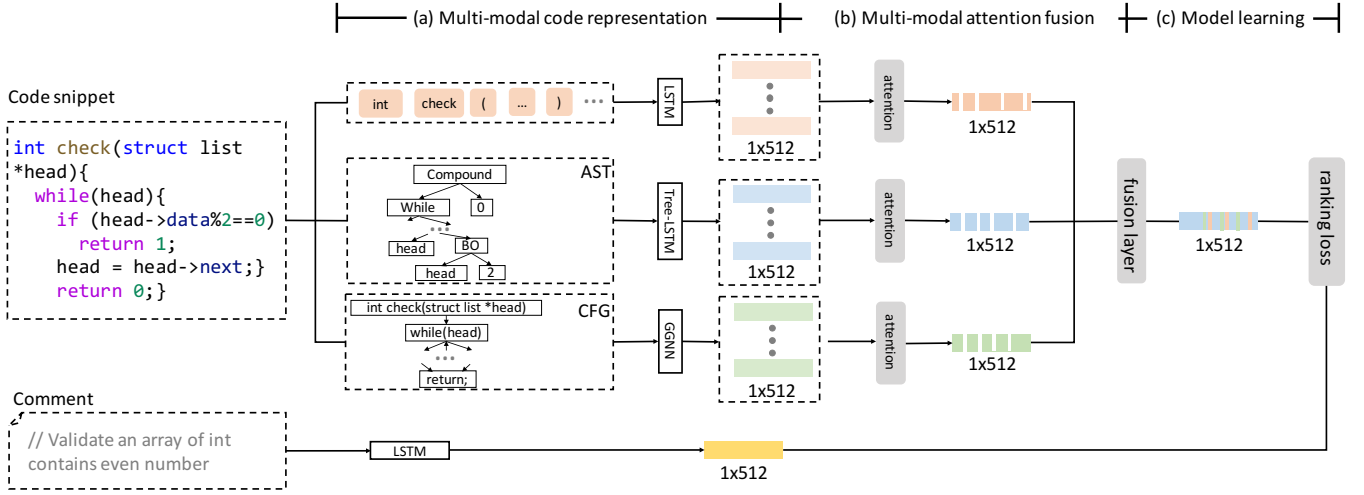 (a) Multi-modal code representation
(b) Multi-modal attention fusion
(c) Model learning
Code snippet
int check(struct list
*head){
while(head){
if (head->data%2==0)
return 1;
head = head->next;}
return 0;}
int check ( ... ) ...
LSTM
1x512
attention
1x512
AST
Compound
While 0
...
head BO
head 2
Tree-LSTM
1x512
attention
1x512
CFG
int check(struct list *head)
while(head)
...
return;
GGNN
1x512
attention
1x512
fusion layer
1x512
ranking loss
Comment
// Validate an array of int
contains even number
LSTM
1x512